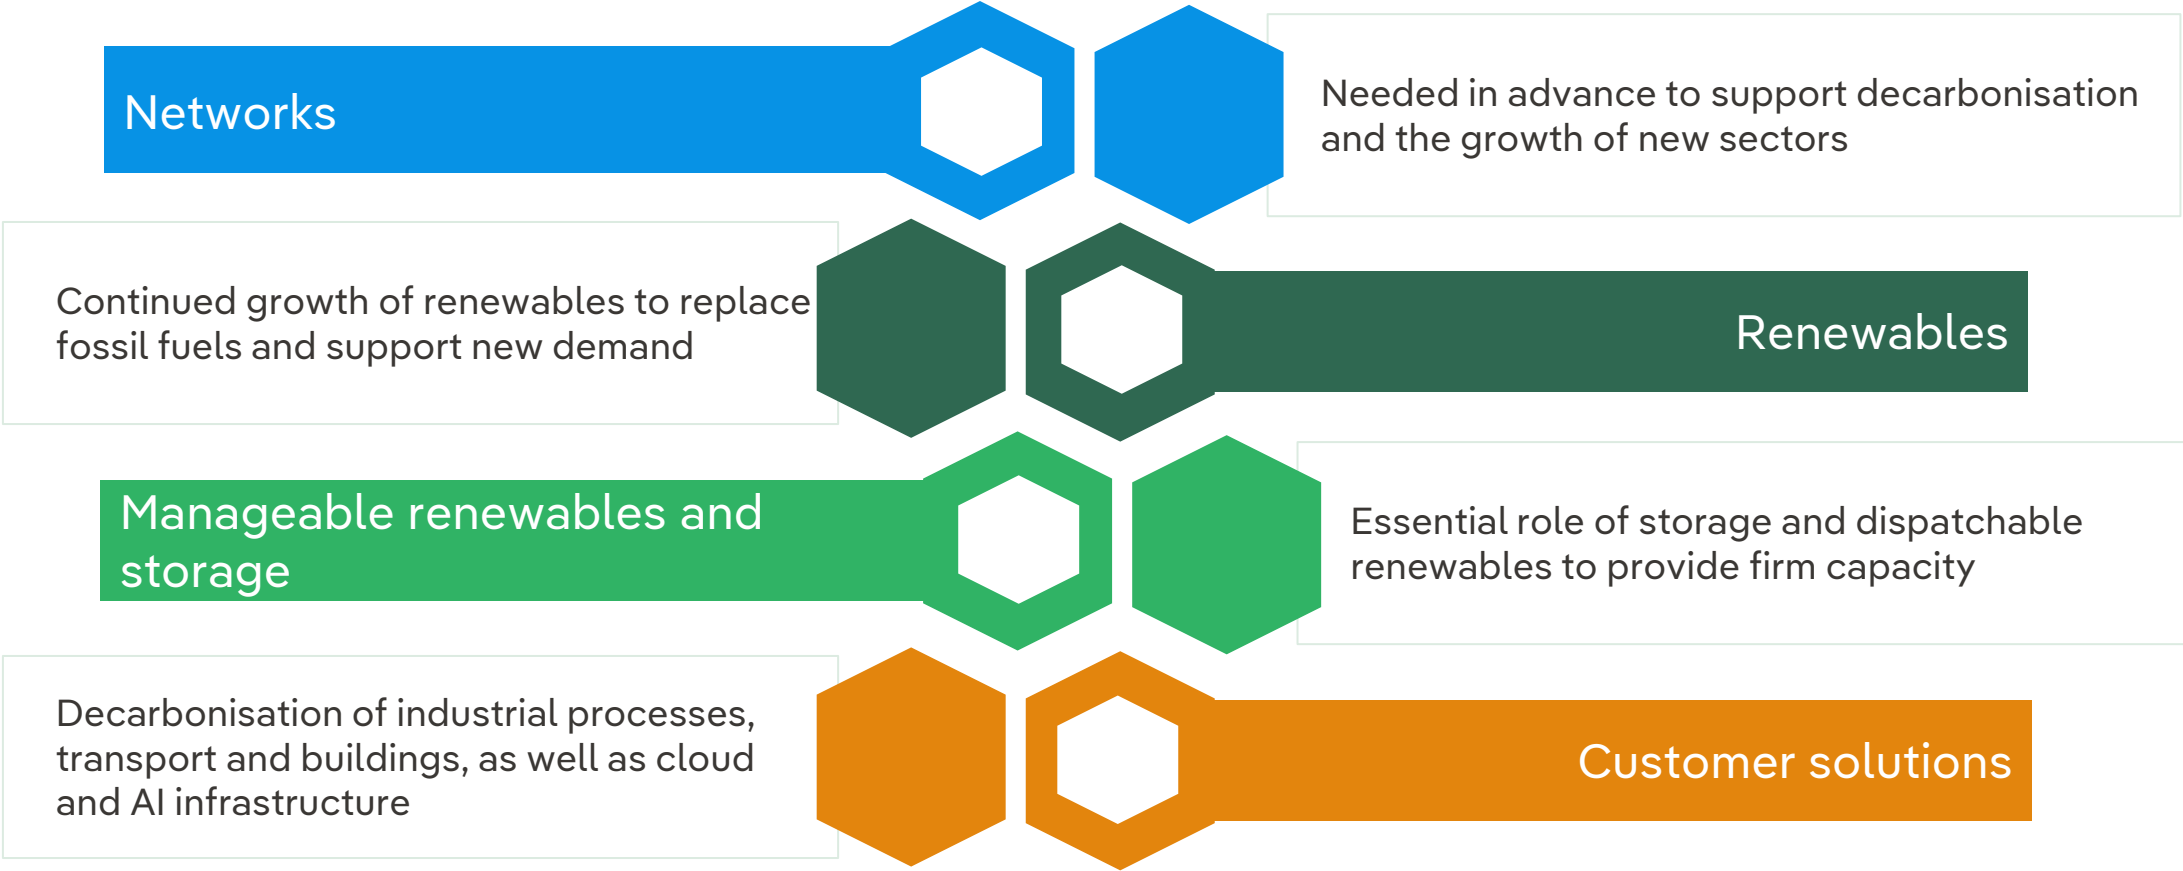 Networks
Needed in advance to support decarbonisation
and the growth of new sectors
Continued growth of renewables to replace
fossil fuels and support new demand
Renewables
Manageable renewables and
storage
Essential role of storage and dispatchable
renewables to provide firm capacity
Decarbonisation of industrial processes,
transport and buildings, as well as cloud
and AI infrastructure
Customer solutions